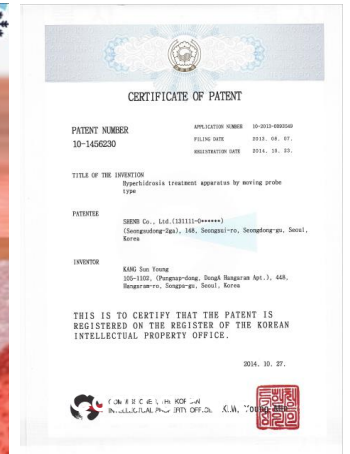 CERTIFICATE OF PATENT
PATENT NUMBER
10-1456230
APPLICATION NUMBER 10-2013-0093549
FILING DATE 2013. 08. 07.
REGISTRATION DATE 2014. 10. 23.
TITLE OF THE INVENTION
Hyperhidrosis treatment apparatus by moving probe
type
PATENTEE
SHENB Co., Ltd.(131111-0******)
(Seongsudong-2ga), 148, Seongsui-ro, Seongdong-gu, Seoul,
Korea
INVENTOR
KANG Sun Young
105-1102, (Pungnap-dong, DongA Hangaram Apt.), 448,
Hangaram-ro, Songpa-gu, Seoul, Korea
THIS IS TO CERTIFY THAT THE PATENT IS
REGISTERED ON THE REGISTER OF THE KOREAN
INTELLECTUAL PROPERTY OFFICE.
2014. 10. 27.